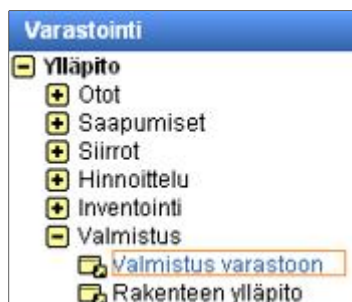 Varastointi
Ylläpito
Otot
Saapumiset
Siirrot
Hinnoittelu
Inventointi
Valmistus
Valmistus varastoon
Rakenteen ylläpito